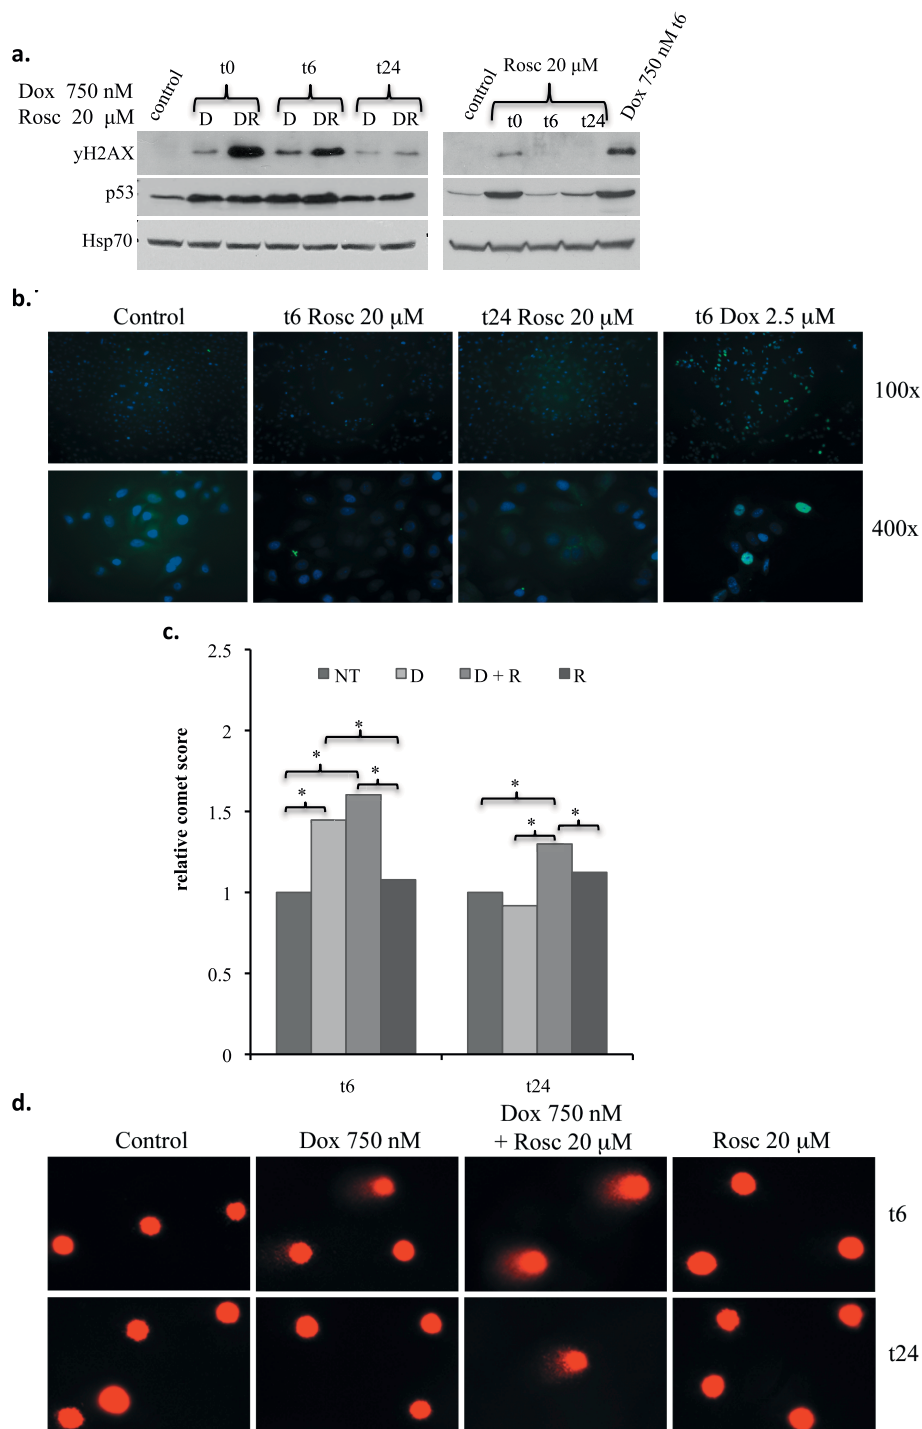 a.
control
t0
t6
t24
Dox 750 nM
Rosc 20 μM
D DR D DR D DR
control
Rosc 20 μM
t0 t6 t24
Dox 750 nM t6
yH2AX
p53
Hsp70
b.
Control
t6 Rosc 20 μM
t24 Rosc 20 μM
t6 Dox 2.5 μM
100x
400x
c.
relative comet score
2.5
2
1.5
1
0.5
0
NT D D + R R
* * * *
* * *
t6
t24
d.
Control
Dox 750 nM
Dox 750 nM
+ Rosc 20 μM
Rosc 20 μM
t6
t24